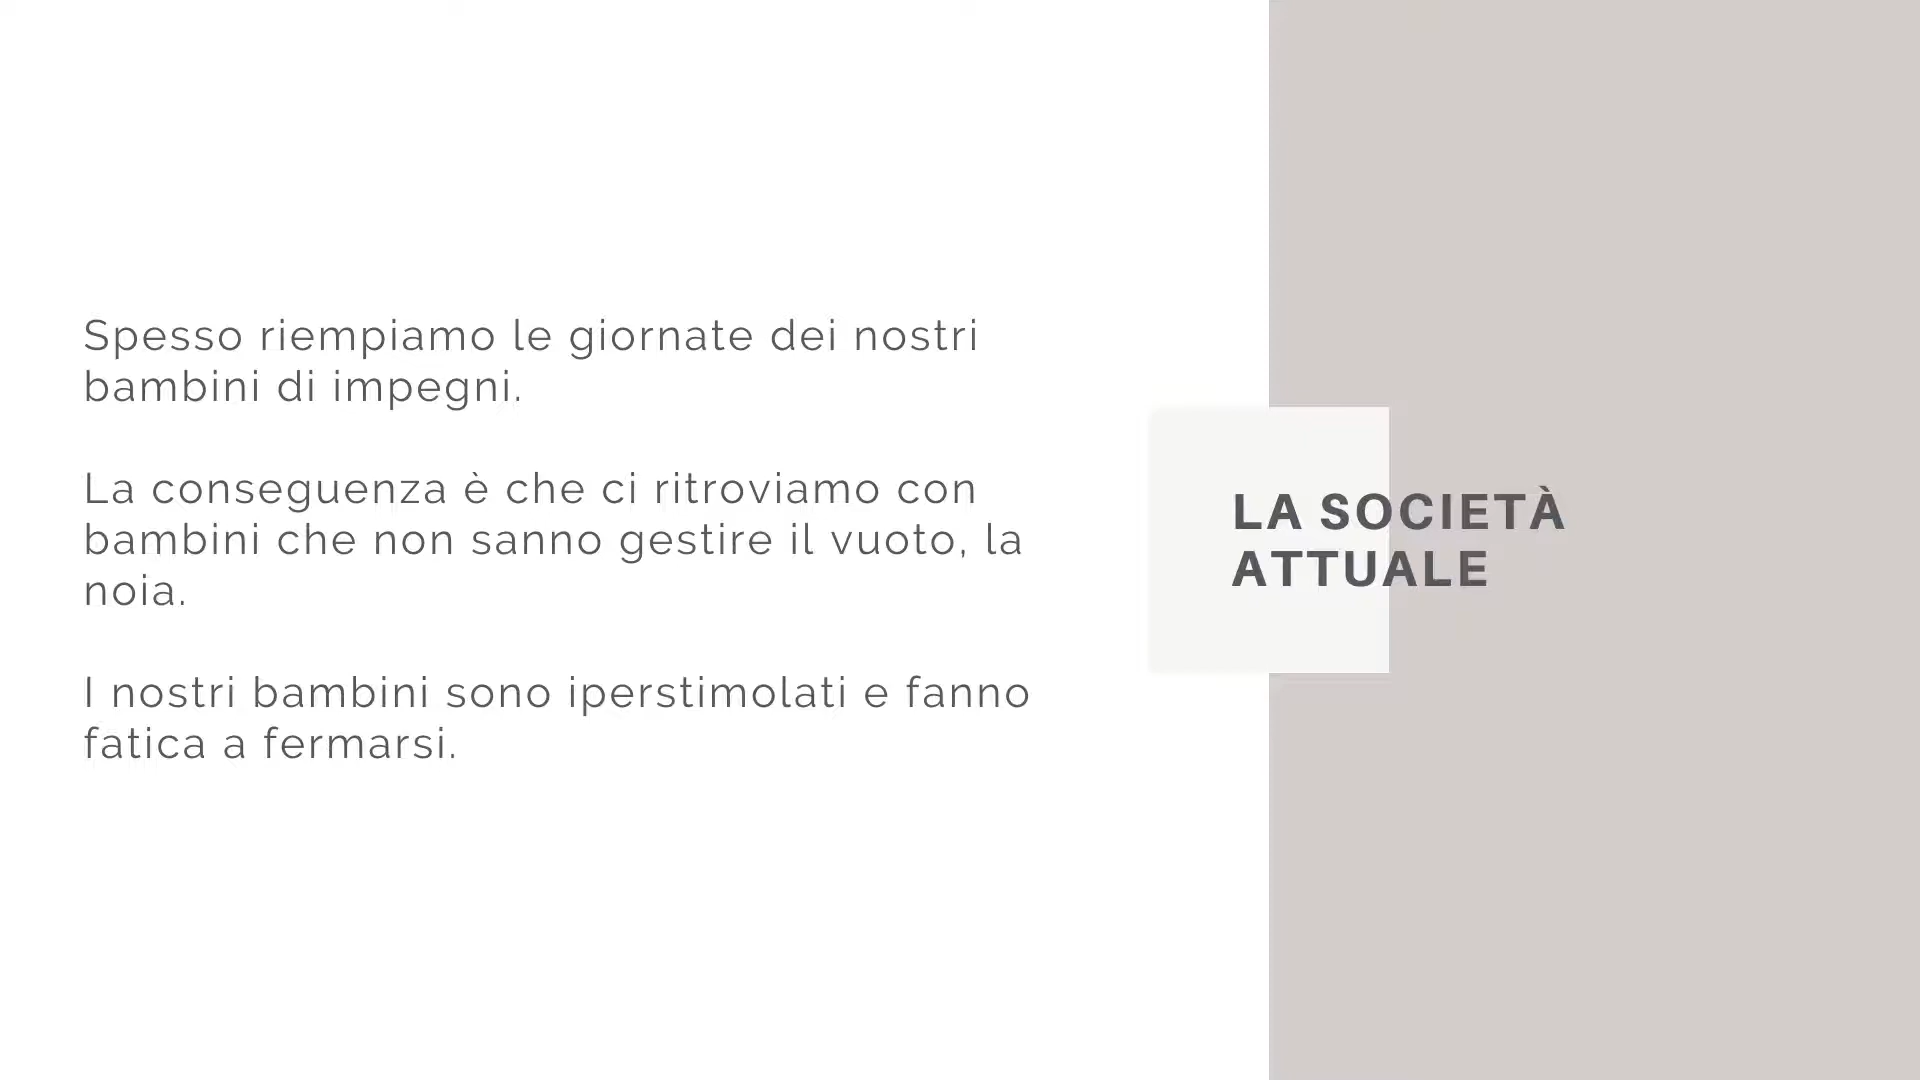 Spesso riempiamo le giornate dei nostri
bambini di impegni.
La conseguenza è che ci ritroviamo con
bambini che non sanno gestire il vuoto, la
noia.
I nostri bambini sono iperstimolati e fanno
fatica a fermarsi.
LA SOCIETÀ
ATTUALE